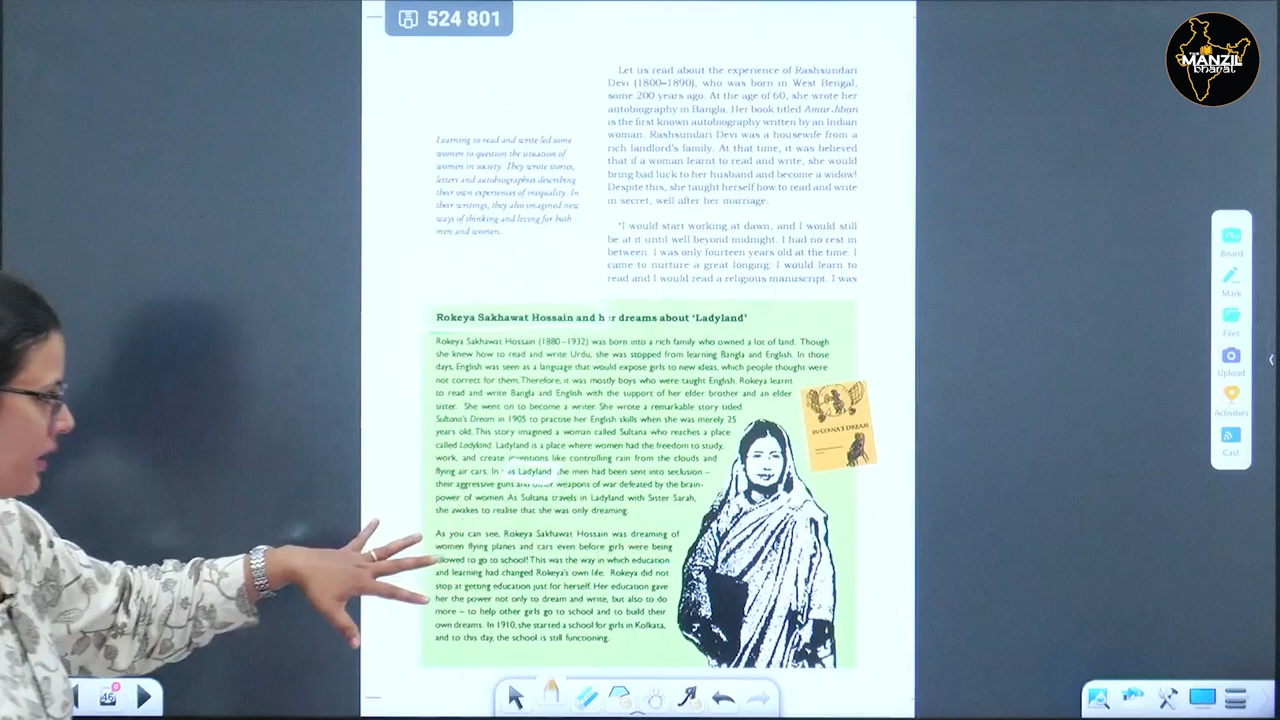 524 801
THE
MANZIL
bharat
Let us read about the experience of Rashsundari
Devi (1800–1890), who was born in West Bengal,
some 200 years ago. At the age of 60, she wrote her
autobiography in Bangla. Her book titled Amar Jiban
is the first known autobiography written by an Indian
woman. Rashsundari Devi was a housewife from a
rich landlord's family. At that time, it was believed
that if a woman learnt to read and write, she would
bring bad luck to her husband and become a widow!
Despite this, she taught herself how to read and write
in secret, well after her marriage.
Learning to read and write led some
women to question the situation of
women in society. They wrote stories,
letters and autobiographies describing
their own experiences of inequality. In
their writings, they also imagined new
ways of thinking and living for both
men and women.
"I would start working at dawn, and I would still
be at it until well beyond midnight. I had no rest in
between. I was only fourteen years old at the time. I
came to nurture a great longing: I would learn to
read and I would read a religious manuscript. I was
Rokeya Sakhawat Hossain and her dreams about 'Ladyland'
Rokeya Sakhawat Hossain (1880–1932) was born into a rich family who owned a lot of land. Though
she knew how to read and write Urdu, she was stopped from learning Bangla and English. In those
days, English was seen as a language that would expose girls to new ideas, which people thought were
not correct for them. Therefore, it was mostly boys who were taught English. Rokeya learnt
to read and write Bangla and English with the support of her elder brother and an elder
sister. She went on to become a writer. She wrote a remarkable story titled
Sultana's Dream in 1905 to practise her English skills when she was merely 25
years old. This story imagined a woman called Sultana who reaches a place
called Ladyland. Ladyland is a place where women had the freedom to study,
work, and create inventions like controlling rain from the clouds and
flying air cars. In this Ladyland, the men had been sent into seclusion –
their aggressive guns and other weapons of war defeated by the brain-
power of women. As Sultana travels in Ladyland with Sister Sarah,
she awakes to realise that she was only dreaming.
SULTANA'S DREAM
As you can see, Rokeya Sakhawat Hossain was dreaming of
women flying planes and cars even before girls were being
allowed to go to school! This was the way in which education
and learning had changed Rokeya's own life. Rokeya did not
stop at getting education just for herself. Her education gave
her the power not only to dream and write, but also to do
more – to help other girls go to school and to build their
own dreams. In 1910, she started a school for girls in Kolkata,
and to this day, the school is still functioning.
Board
Mark
Files
Upload
Activities
Cast
46
9